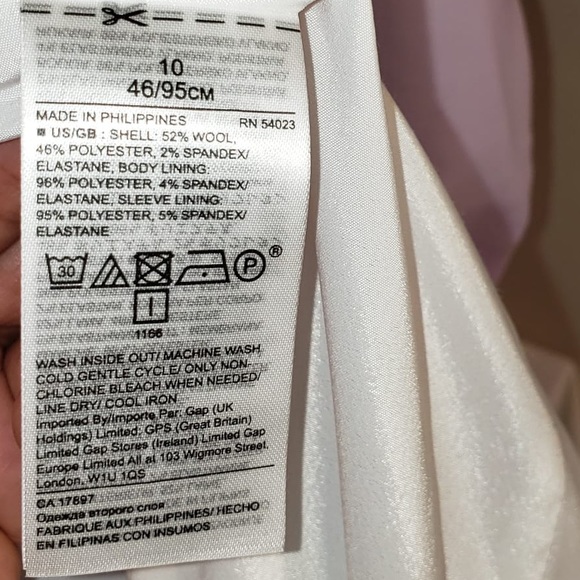 10
46/95CM
MADE IN PHILIPPINES RN 54023
US/GB : SHELL: 52% WOOL,
46% POLYESTER, 2% SPANDEX/
ELASTANE, BODY LINING:
96% POLYESTER, 4% SPANDEX/
ELASTANE, SLEEVE LINING:
95% POLYESTER, 5% SPANDEX/
ELASTANE
30 P ®
1166
WASH INSIDE OUT/ MACHINE WASH
COLD GENTLE CYCLE/ ONLY NON-
CHLORINE BLEACH WHEN NEEDED/
LINE DRY/ COOL IRON
Imported By/Importe Par: Gap (UK
Holdings) Limited: GPS (Great Britain)
Limited Gap Stores (Ireland) Limited Gap
Europe Limited All at 103 Wigmore Street.
London, W1U 1QS
CA 17897
Одежда второго слоя
FABRIQUE AUX PHILIPPINES/ HECHO
EN FILIPINAS CON INSUMOS